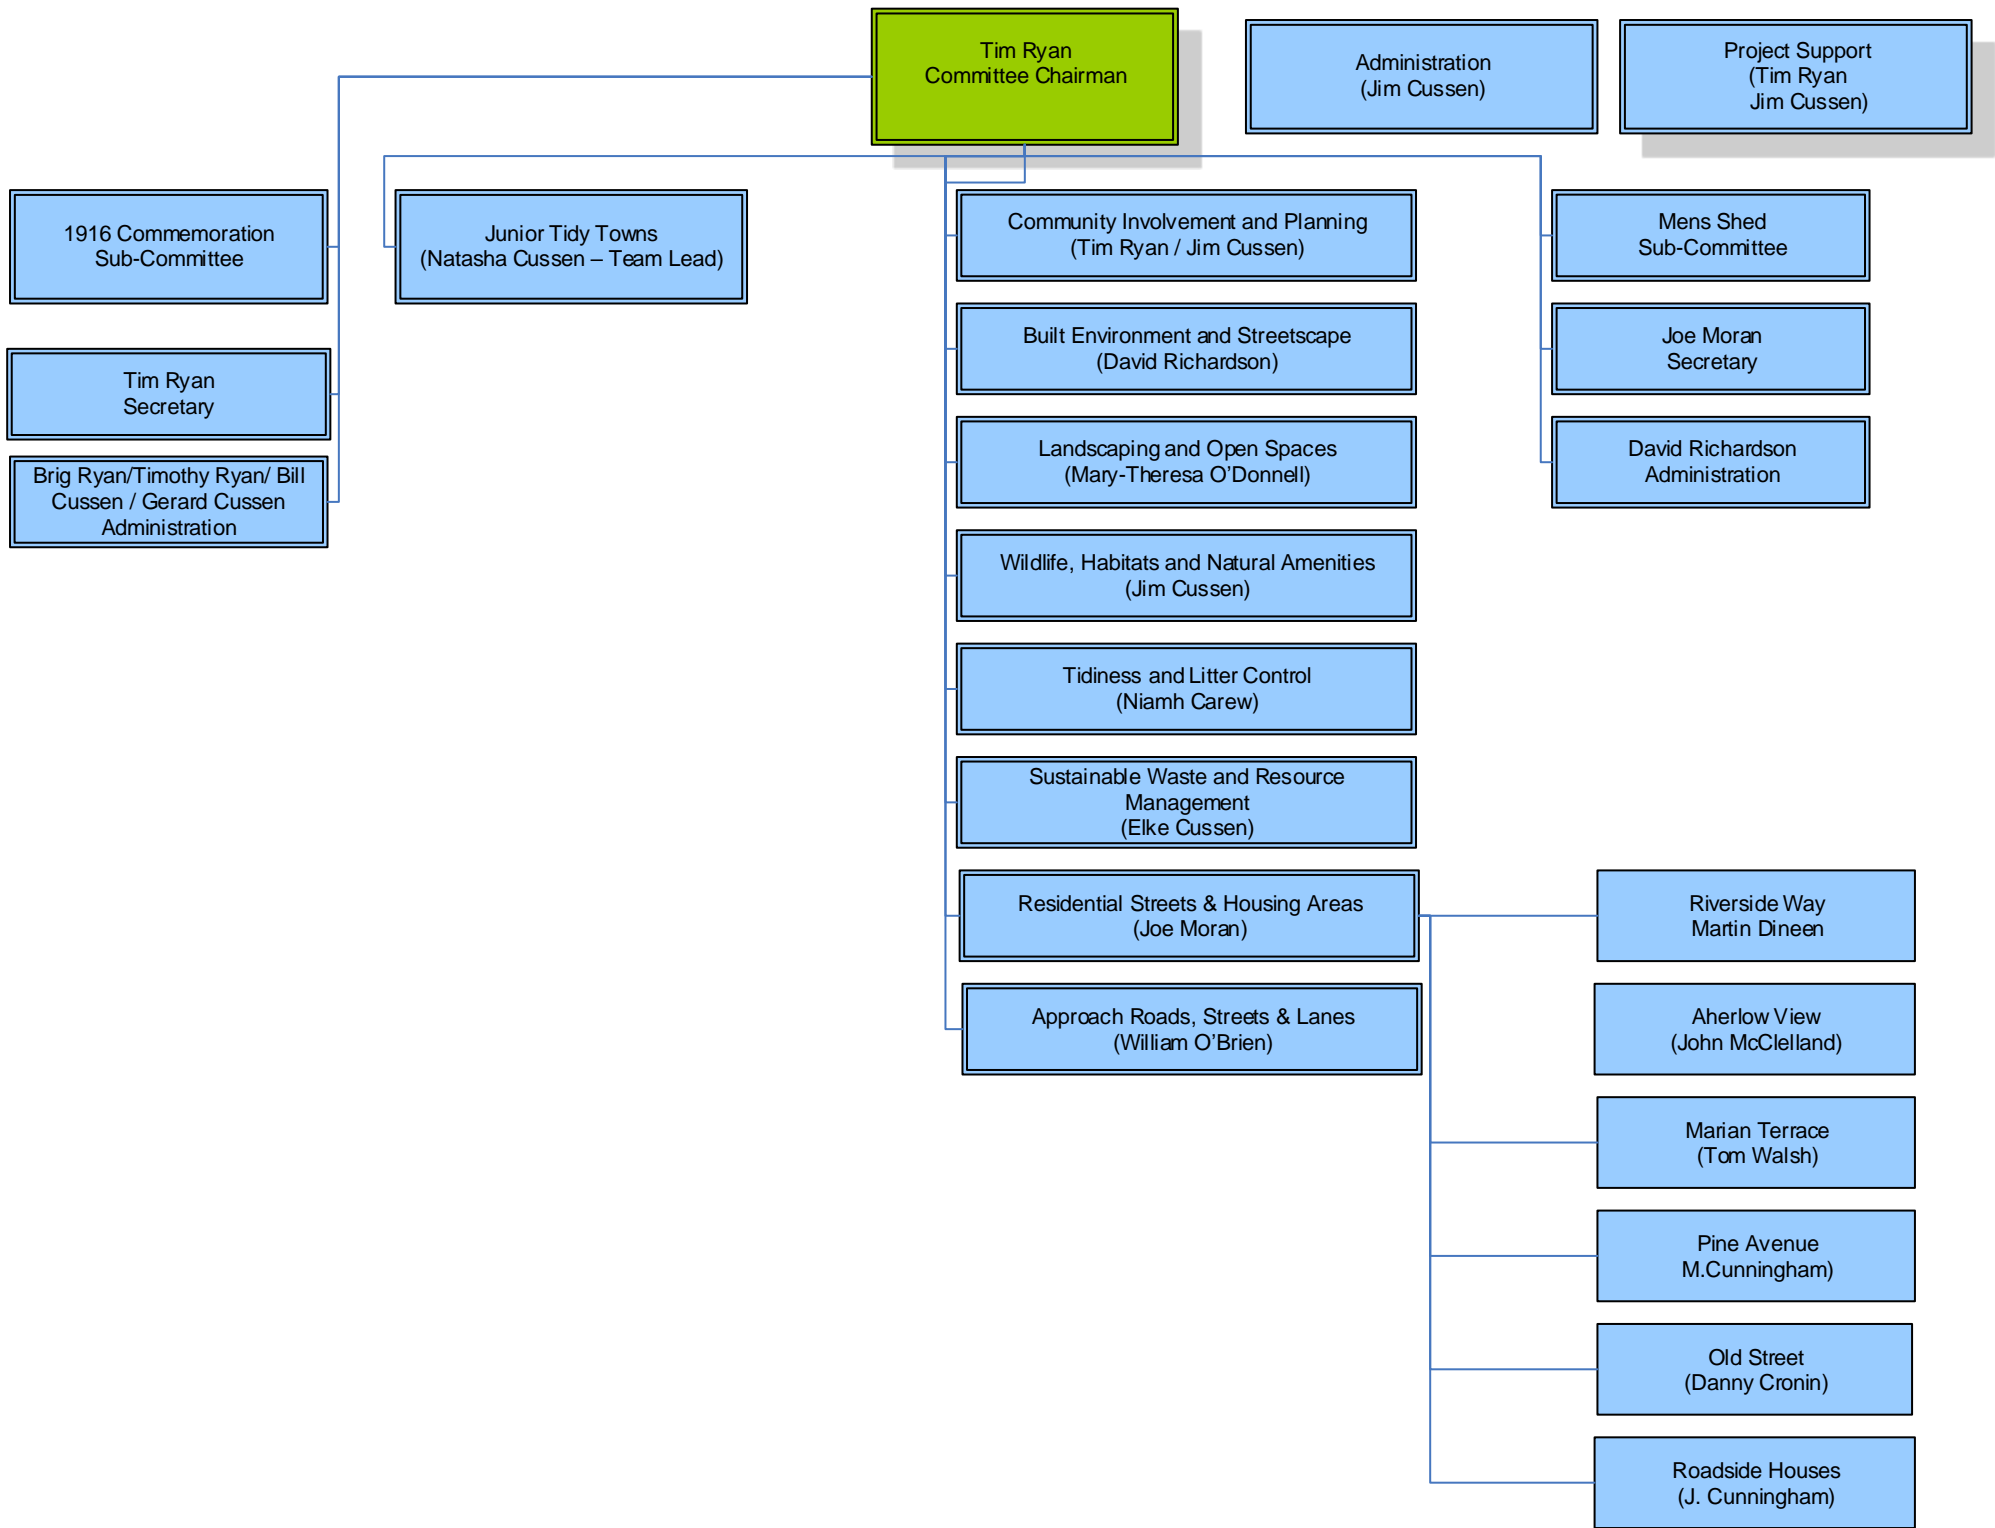 Tim Ryan
Committee Chairman
Administration
(Jim Cussen)
Project Support
(Tim Ryan
Jim Cussen)
1916 Commemoration
Sub-Committee
Tim Ryan
Secretary
Brig Ryan/Timothy Ryan/ Bill
Cussen / Gerard Cussen
Administration
Junior Tidy Towns
(Natasha Cussen – Team Lead)
Community Involvement and Planning
(Tim Ryan / Jim Cussen)
Built Environment and Streetscape
(David Richardson)
Landscaping and Open Spaces
(Mary-Theresa O’Donnell)
Wildlife, Habitats and Natural Amenities
(Jim Cussen)
Tidiness and Litter Control
(Niamh Carew)
Sustainable Waste and Resource
Management
(Elke Cussen)
Residential Streets & Housing Areas
(Joe Moran)
Approach Roads, Streets & Lanes
(William O’Brien)
Mens Shed
Sub-Committee
Joe Moran
Secretary
David Richardson
Administration
Riverside Way
Martin Dineen
Aherlow View
(John McClelland)
Marian Terrace
(Tom Walsh)
Pine Avenue
M.Cunningham)
Old Street
(Danny Cronin)
Roadside Houses
(J. Cunningham)